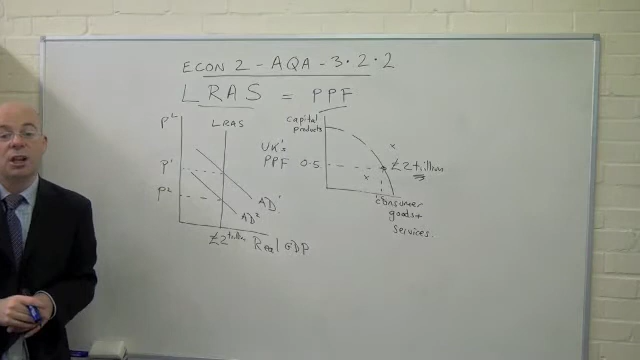 ECON 2 - AQA - 3.2.2
LRAS = PPF
PL
LRAS
P1
P2
AD1
AD2
£2 trillion
Real GDP
capital
products
UK's
PPF
0.5
x
x
£2 trillion
consumer
goods +
services.